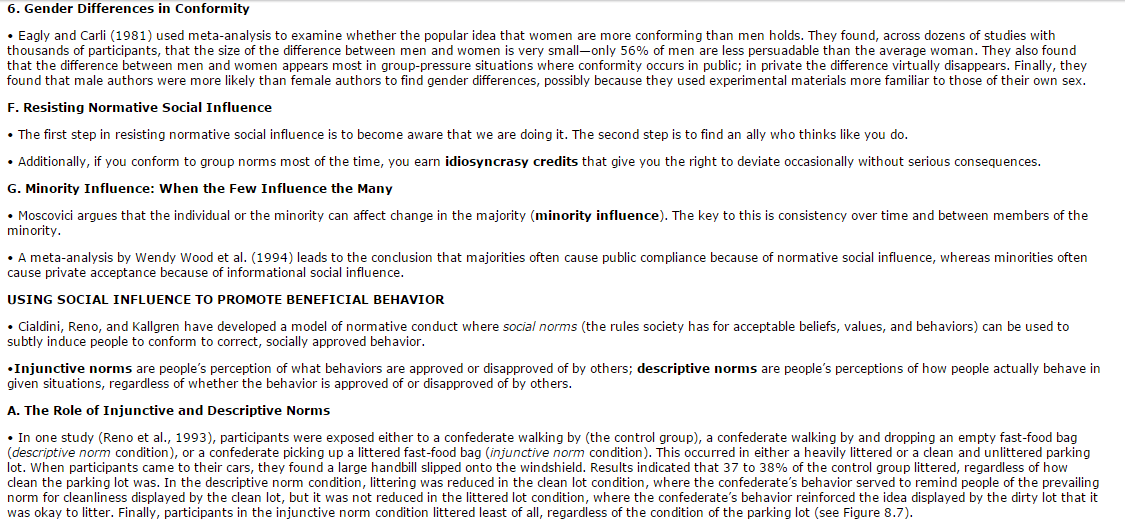 6. Gender Differences in Conformity
• Eagly and Carli (1981) used meta-analysis to examine whether the popular idea that women are more conforming than men holds. They found, across dozens of studies with
thousands of participants, that the size of the difference between men and women is very small—only 56% of men are less persuadable than the average woman. They also found
that the difference between men and women appears most in group-pressure situations where conformity occurs in public; in private the difference virtually disappears. Finally, they
found that male authors were more likely than female authors to find gender differences, possibly because they used experimental materials more familiar to those of their own sex.
F. Resisting Normative Social Influence
• The first step in resisting normative social influence is to become aware that we are doing it. The second step is to find an ally who thinks like you do.
• Additionally, if you conform to group norms most of the time, you earn idiosyncrasy credits that give you the right to deviate occasionally without serious consequences.
G. Minority Influence: When the Few Influence the Many
• Moscovici argues that the individual or the minority can affect change in the majority (minority influence). The key to this is consistency over time and between members of the
minority.
• A meta-analysis by Wendy Wood et al. (1994) leads to the conclusion that majorities often cause public compliance because of normative social influence, whereas minorities often
cause private acceptance because of informational social influence.
USING SOCIAL INFLUENCE TO PROMOTE BENEFICIAL BEHAVIOR
• Cialdini, Reno, and Kallgren have developed a model of normative conduct where social norms (the rules society has for acceptable beliefs, values, and behaviors) can be used to
subtly induce people to conform to correct, socially approved behavior.
•Injunctive norms are people's perception of what behaviors are approved or disapproved of by others; descriptive norms are people's perceptions of how people actually behave in
given situations, regardless of whether the behavior is approved of or disapproved of by others.
A. The Role of Injunctive and Descriptive Norms
• In one study (Reno et al., 1993), participants were exposed either to a confederate walking by (the control group), a confederate walking by and dropping an empty fast-food bag
(descriptive norm condition), or a confederate picking up a littered fast-food bag (injunctive norm condition). This occurred in either a heavily littered or a clean and unlittered parking
lot. When participants came to their cars, they found a large handbill slipped onto the windshield. Results indicated that 37 to 38% of the control group littered, regardless of how
clean the parking lot was. In the descriptive norm condition, littering was reduced in the clean lot condition, where the confederate's behavior served to remind people of the prevailing
norm for cleanliness displayed by the clean lot, but it was not reduced in the littered lot condition, where the confederate's behavior reinforced the idea displayed by the dirty lot that it
was okay to litter. Finally, participants in the injunctive norm condition littered least of all, regardless of the condition of the parking lot (see Figure 8.7).